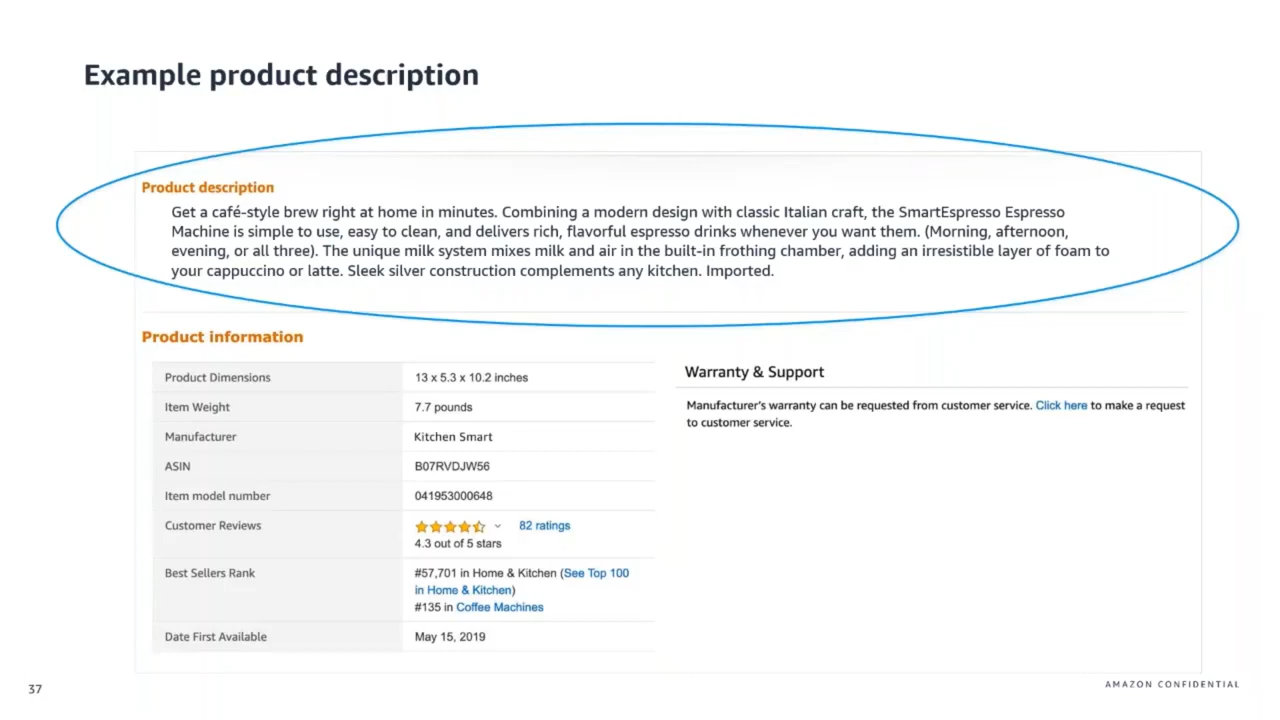 Example product description
Product description
Get a café-style brew right at home in minutes. Combining a modern design with classic Italian craft, the SmartEspresso Espresso
Machine is simple to use, easy to clean, and delivers rich, flavorful espresso drinks whenever you want them. (Morning, afternoon,
evening, or all three). The unique milk system mixes milk and air in the built-in frothing chamber, adding an irresistible layer of foam to
your cappuccino or latte. Sleek silver construction complements any kitchen. Imported.
Product information
Product Dimensions 13 x 5.3 x 10.2 inches
Item Weight 7.7 pounds
Manufacturer Kitchen Smart
ASIN B07RVDJW56
Item model number 041953000648
Customer Reviews 82 ratings
4.3 out of 5 stars
Best Sellers Rank #57,701 in Home & Kitchen (See Top 100
in Home & Kitchen)
#135 in Coffee Machines
Date First Available May 15, 2019
Warranty & Support
Manufacturer's warranty can be requested from customer service. Click here to make a request
to customer service.
37
AMAZON CONFIDENTIAL